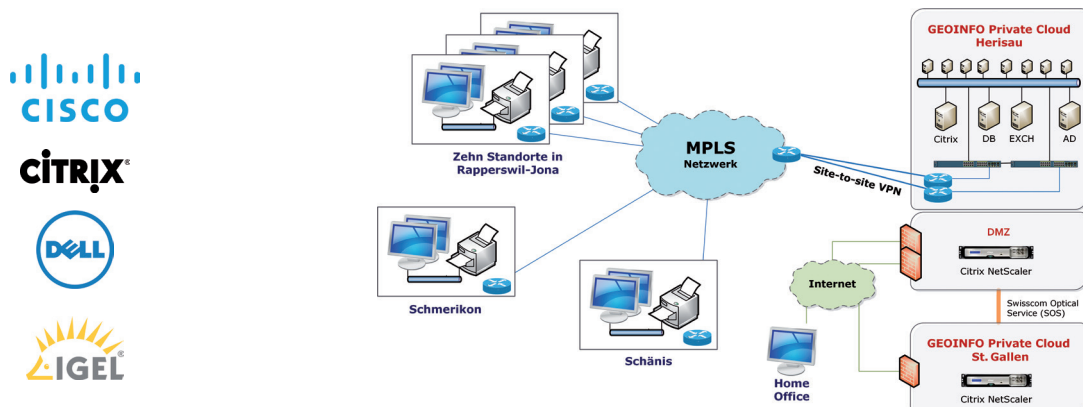 CISCO
CiTRIX®
DELL
IGEL®
Zehn Standorte in
Rapperswil-Jona
Schmerikon
Schänis
MPLS
Netzwerk
Site-to-site VPN
Internet
Home
Office
GEOINFO Private Cloud
Herisau
Citrix
DB
EXCH
AD
DMZ
Citrix NetScaler
Swisscom Optical
Service (SOS)
GEOINFO Private Cloud
St. Gallen
Citrix NetScaler